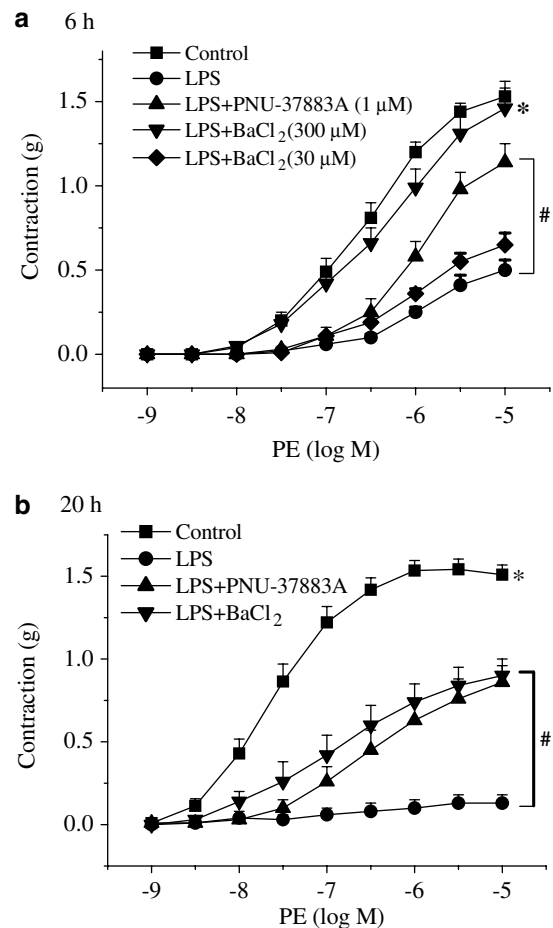 a 6 h
Control
LPS
LPS+PNU-37883A (1 µM)
LPS+BaCl2(300 µM)
LPS+BaCl2(30 µM)
*
#
1.5
1.0
0.5
0.0
Contraction (g)
-9 -8 -7 -6 -5
PE (log M)
b 20 h
Control
LPS
LPS+PNU-37883A
LPS+BaCl2
*
#
1.5
1.0
0.5
0.0
Contraction (g)
-9 -8 -7 -6 -5
PE (log M)